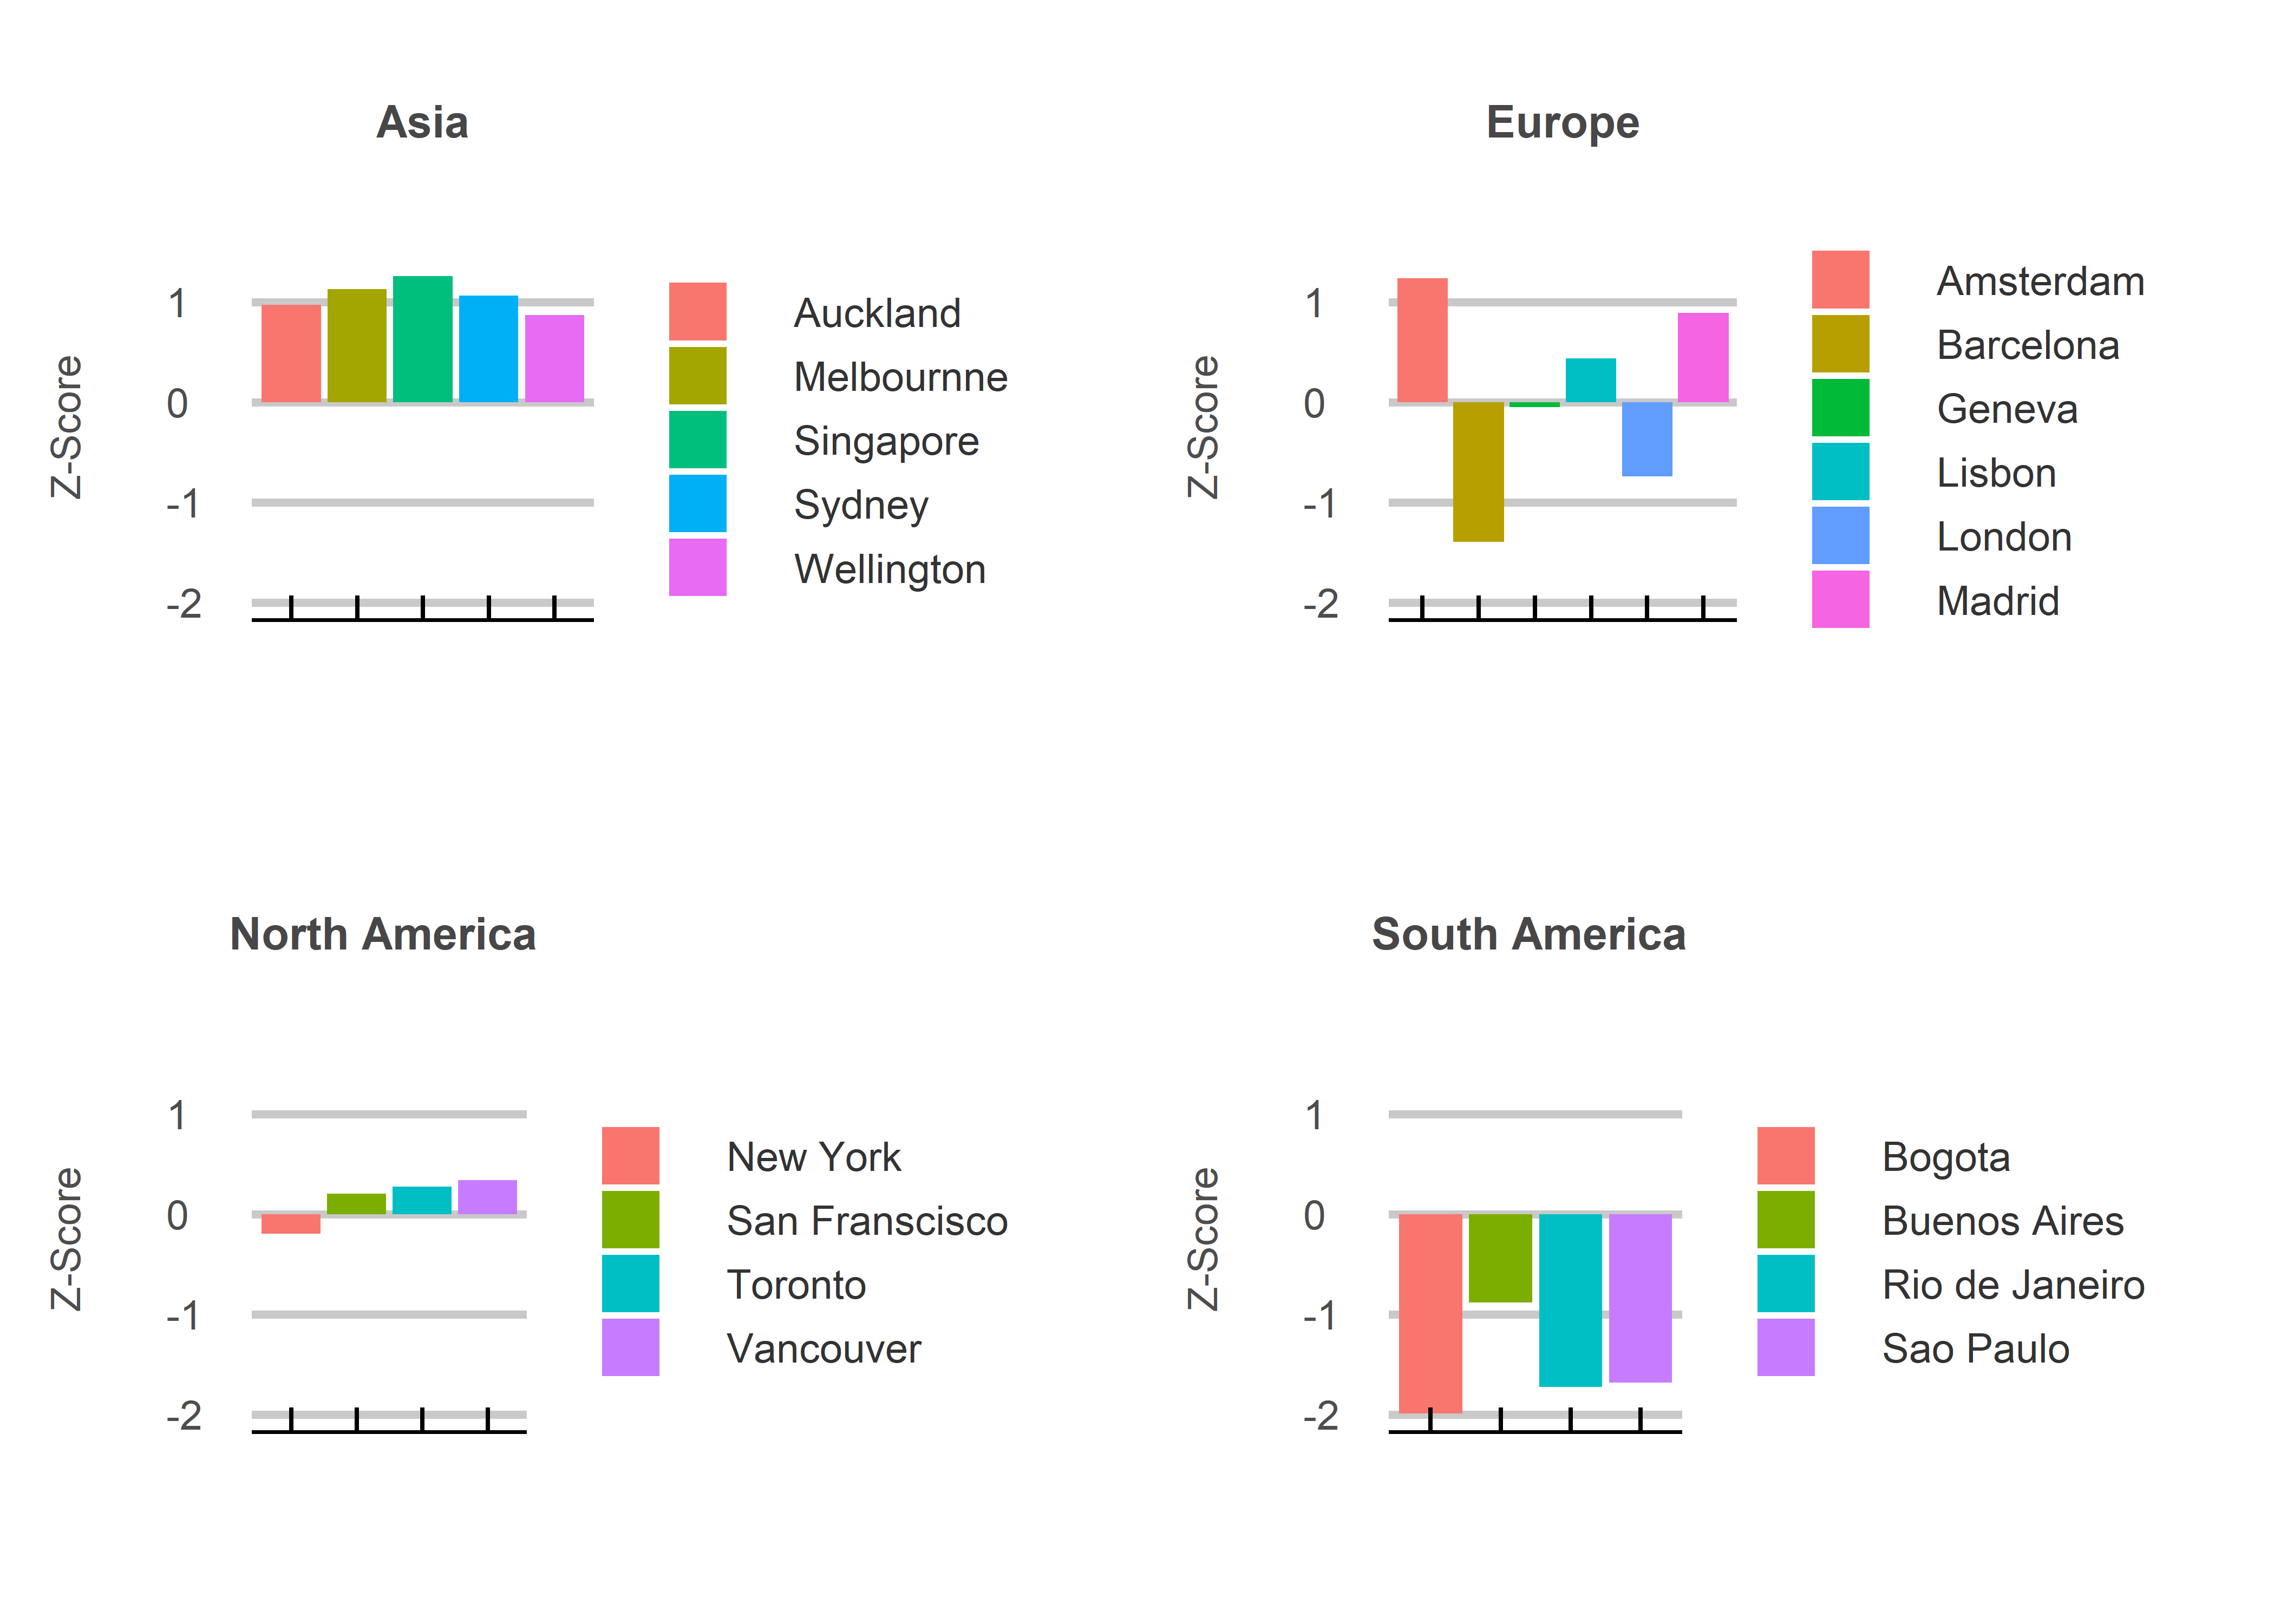 Asia
Z-Score
1
0
-1
-2
Auckland
Melbournne
Singapore
Sydney
Wellington
Europe
Z-Score
1
0
-1
-2
Amsterdam
Barcelona
Geneva
Lisbon
London
Madrid
North America
Z-Score
1
0
-1
-2
New York
San Franscisco
Toronto
Vancouver
South America
Z-Score
1
0
-1
-2
Bogota
Buenos Aires
Rio de Janeiro
Sao Paulo